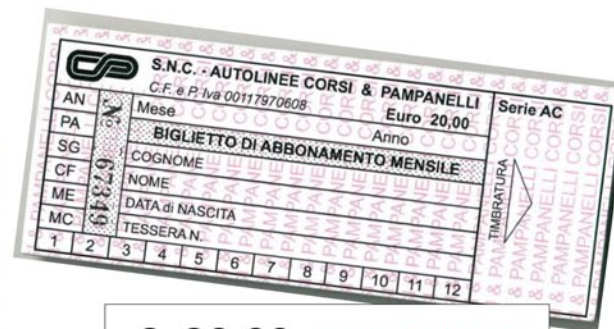 S.N.C. - AUTOLINEE CORSI & PAMPANELLI
C.F. e P. Iva 00117970608
Euro 20,00
Serie AC
Mese
Anno
BIGLIETTO DI ABBONAMENTO MENSILE
COGNOME
NOME
DATA di NASCITA
TESSERA N.
AN
PA
SG
CF
ME
MC
N° 67349
TIMBRATURA
1 2 3 4 5 6 7 8 9 10 11 12